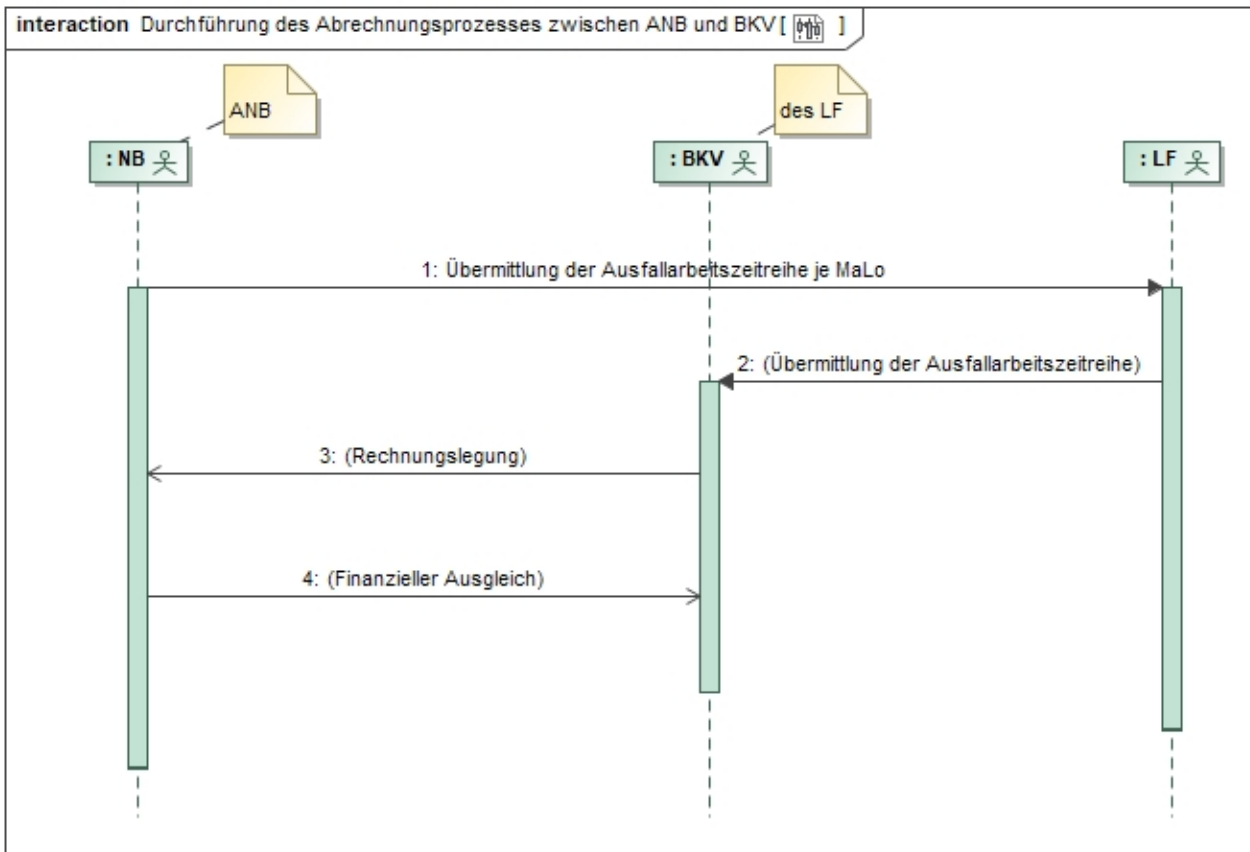 interaction Durchführung des Abrechnungsprozesses zwischen ANB und BKV [ ]
ANB
des LF
: NB
: BKV
: LF
1: Übermittlung der Ausfallarbeitszeitreihe je MaLo
2: (Übermittlung der Ausfallarbeitszeitreihe)
3: (Rechnungslegung)
4: (Finanzieller Ausgleich)